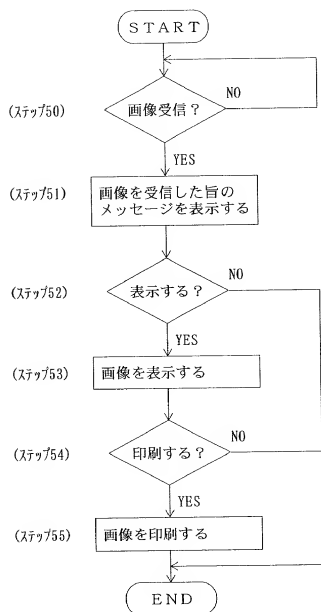 START
NO
(ステップ50)
画像受信？
YES
(ステップ51)
画像を受信した旨の
メッセージを表示する
NO
(ステップ52)
表示する？
YES
(ステップ53)
画像を表示する
NO
(ステップ54)
印刷する？
YES
(ステップ55)
画像を印刷する
END